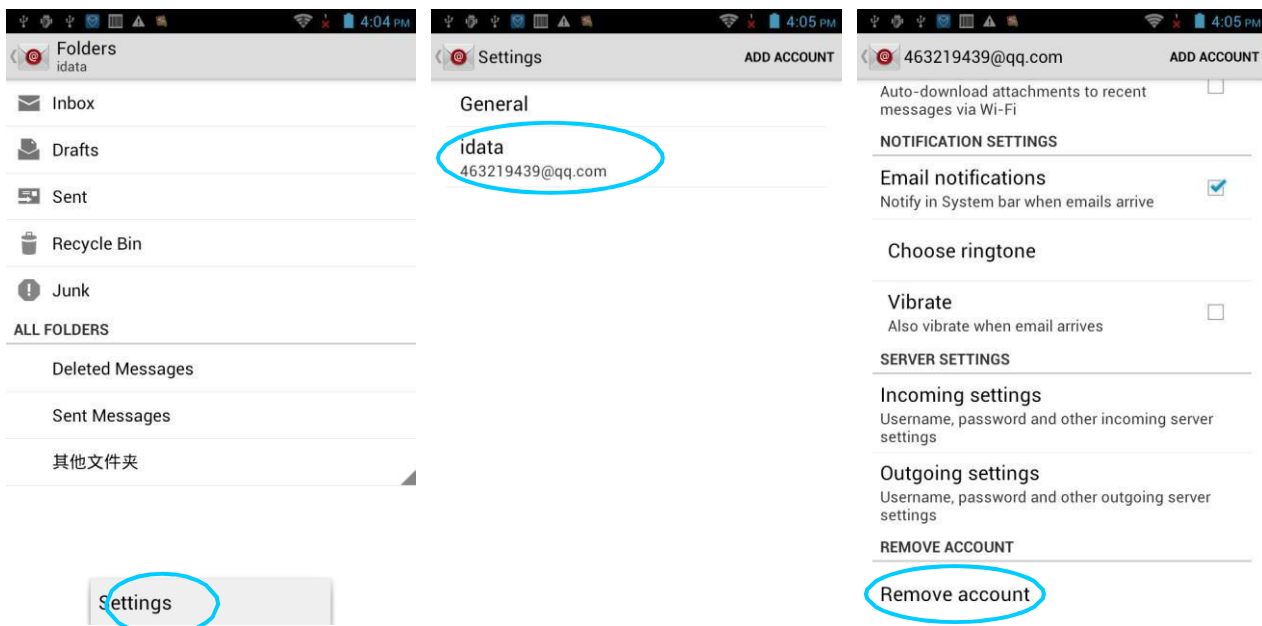 4:04 PM
Folders
idata
Inbox
Drafts
Sent
Recycle Bin
Junk
ALL FOLDERS
Deleted Messages
Sent Messages
其他文件夹
Settings
4:05 PM
Settings
ADD ACCOUNT
General
idata
463219439@qq.com
4:05 PM
463219439@qq.com
ADD ACCOUNT
Auto-download attachments to recent
messages via Wi-Fi
NOTIFICATION SETTINGS
Email notifications
Notify in System bar when emails arrive
Choose ringtone
Vibrate
Also vibrate when email arrives
SERVER SETTINGS
Incoming settings
Username, password and other incoming server
settings
Outgoing settings
Username, password and other outgoing server
settings
REMOVE ACCOUNT
Remove account